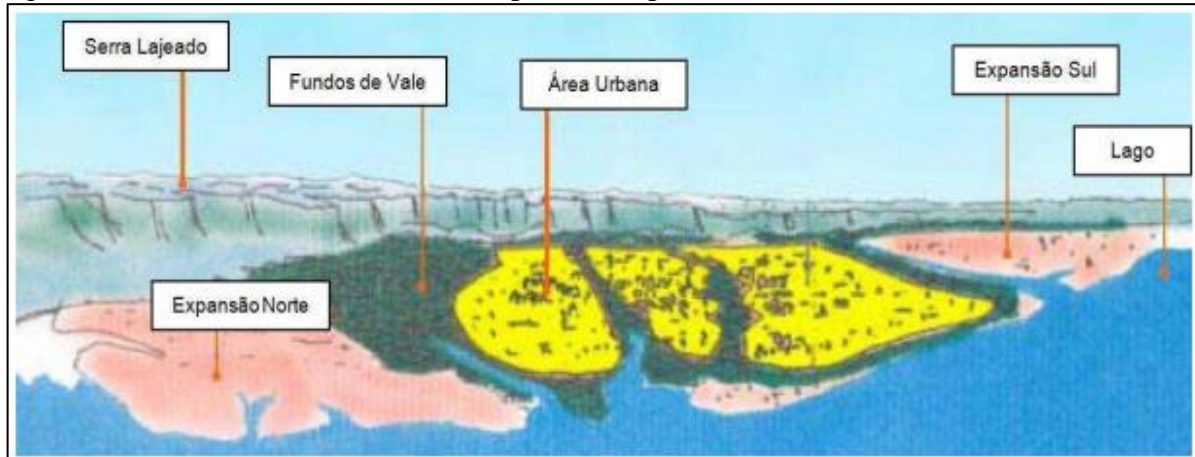 Serra Lajeado
Fundos de Vale
Área Urbana
Expansão Sul
Lago
Expansão Norte